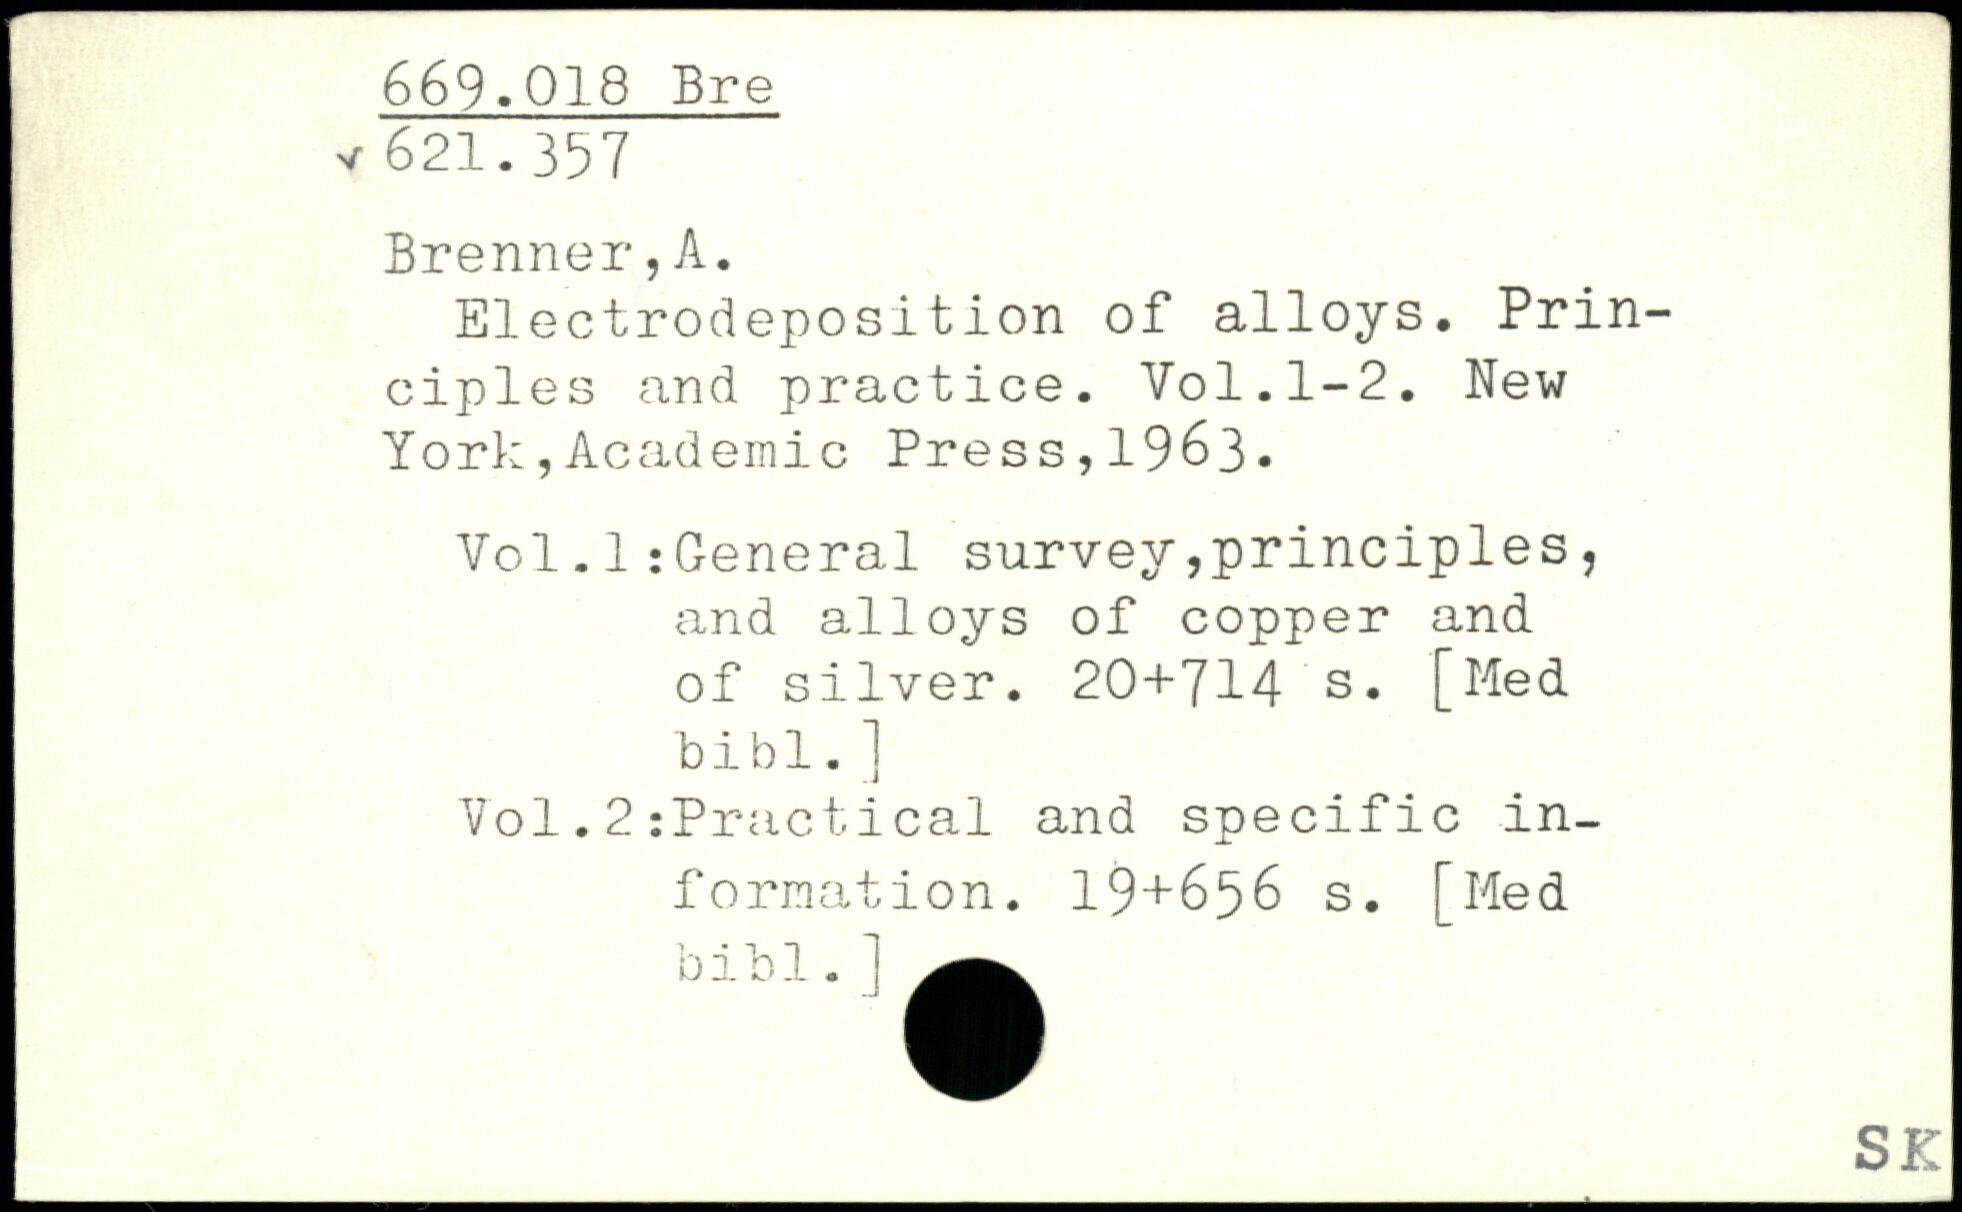 669.018 Bre
v 621.357
Brenner,A.
Electrodeposition of alloys. Prin-
ciples and practice. Vol.1-2. New
York,Academic Press,1963.
Vol.1:General survey,principles,
and alloys of copper and
of silver. 20+714 s. [Med
bibl.]
Vol.2:Practical and specific in-
formation. 19+656 s. [Med
bibl.]
SK